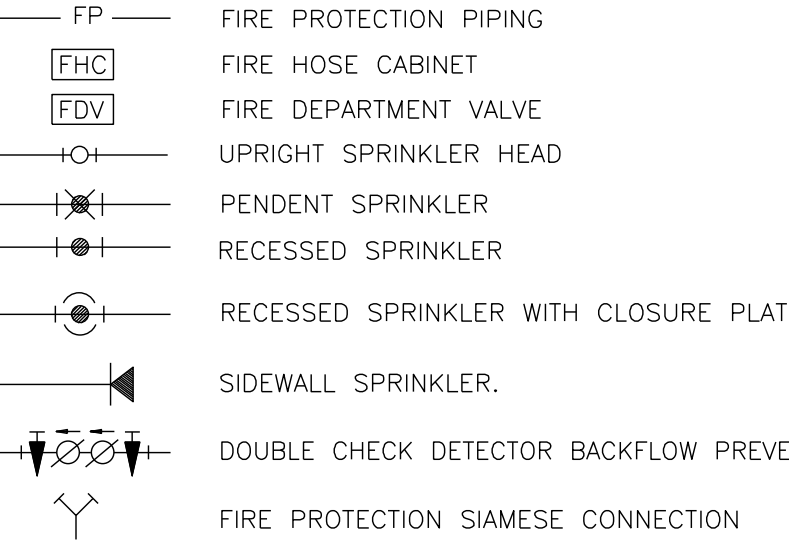 FP FIRE PROTECTION PIPING
FHC FIRE HOSE CABINET
FDV FIRE DEPARTMENT VALVE
UPRIGHT SPRINKLER HEAD
PENDENT SPRINKLER
RECESSED SPRINKLER
RECESSED SPRINKLER WITH CLOSURE PLAT
SIDEWALL SPRINKLER.
DOUBLE CHECK DETECTOR BACKFLOW PREVE
FIRE PROTECTION SIAMESE CONNECTION